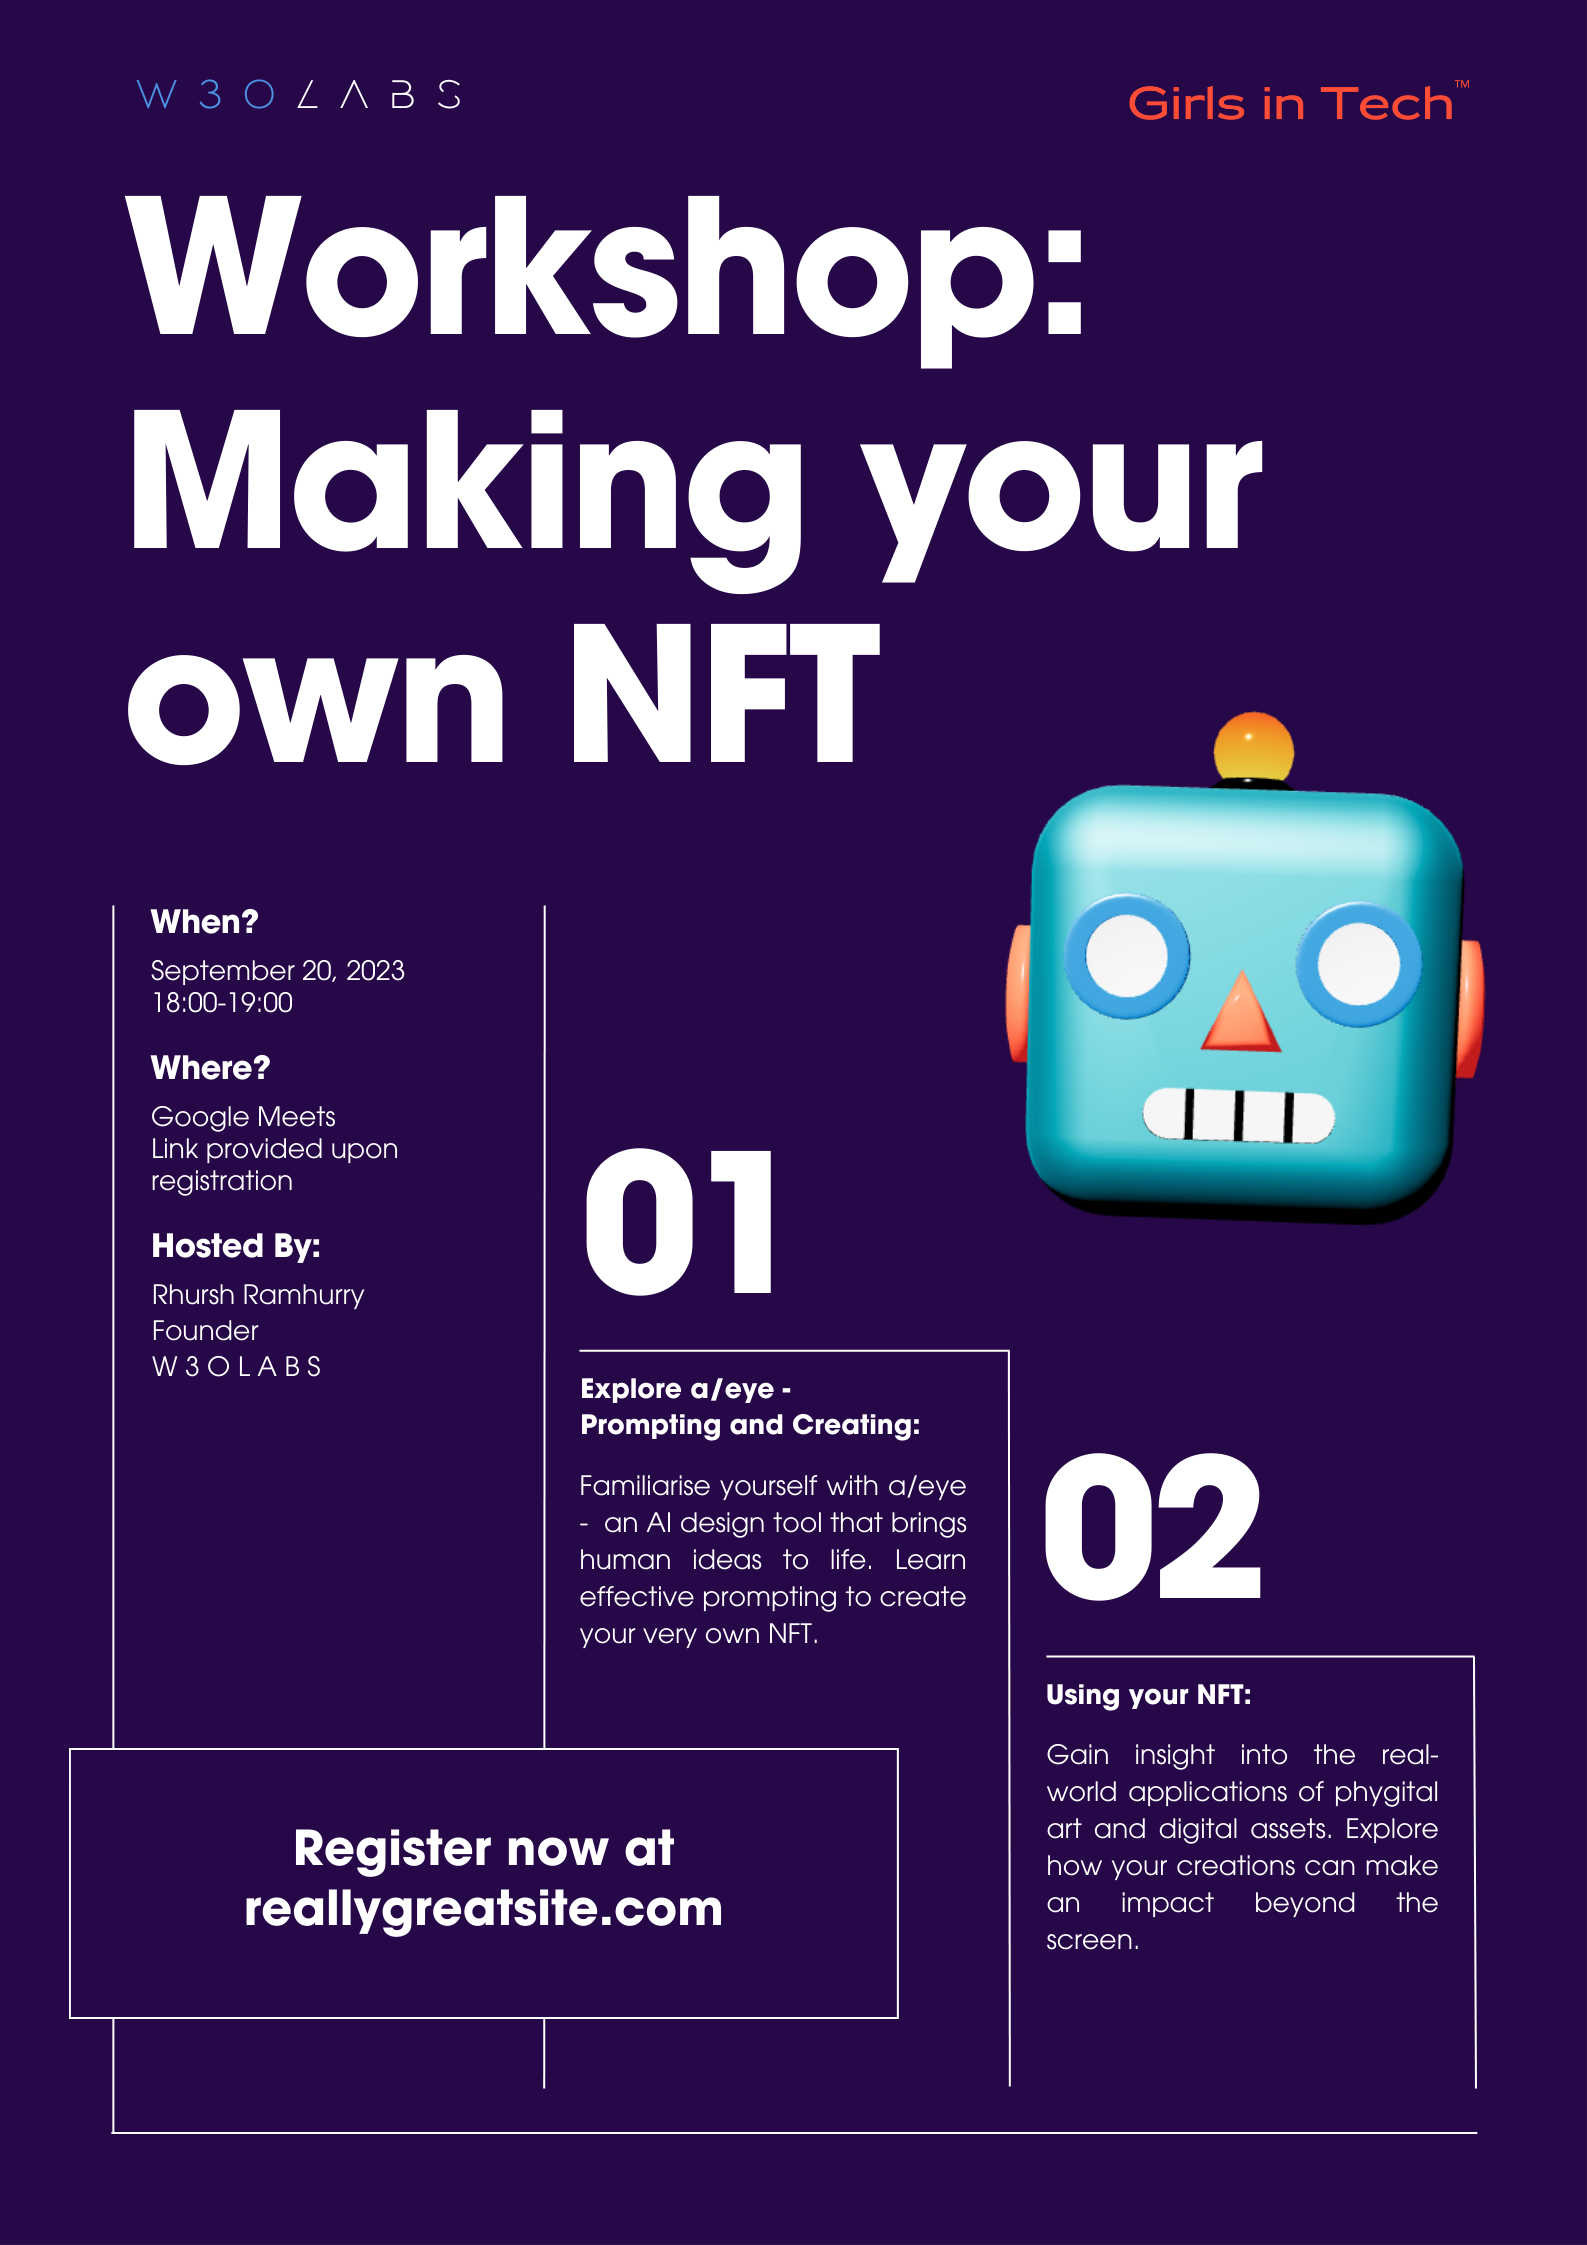 W3OLABS
Girls in Tech™
Workshop:
Making your
own NFT
When?
September 20, 2023
18:00-19:00
Where?
Google Meets
Link provided upon
registration
Hosted By:
Rhursh Ramhurry
Founder
W3OLABS
01
Explore a/eye -
Prompting and Creating:
Familiarise yourself with a/eye
- an AI design tool that brings
human ideas to life. Learn
effective prompting to create
your very own NFT.
02
Using your NFT:
Gain insight into the real-
world applications of phygital
art and digital assets. Explore
how your creations can make
an impact beyond the
screen.
Register now at
reallygreatsite.com